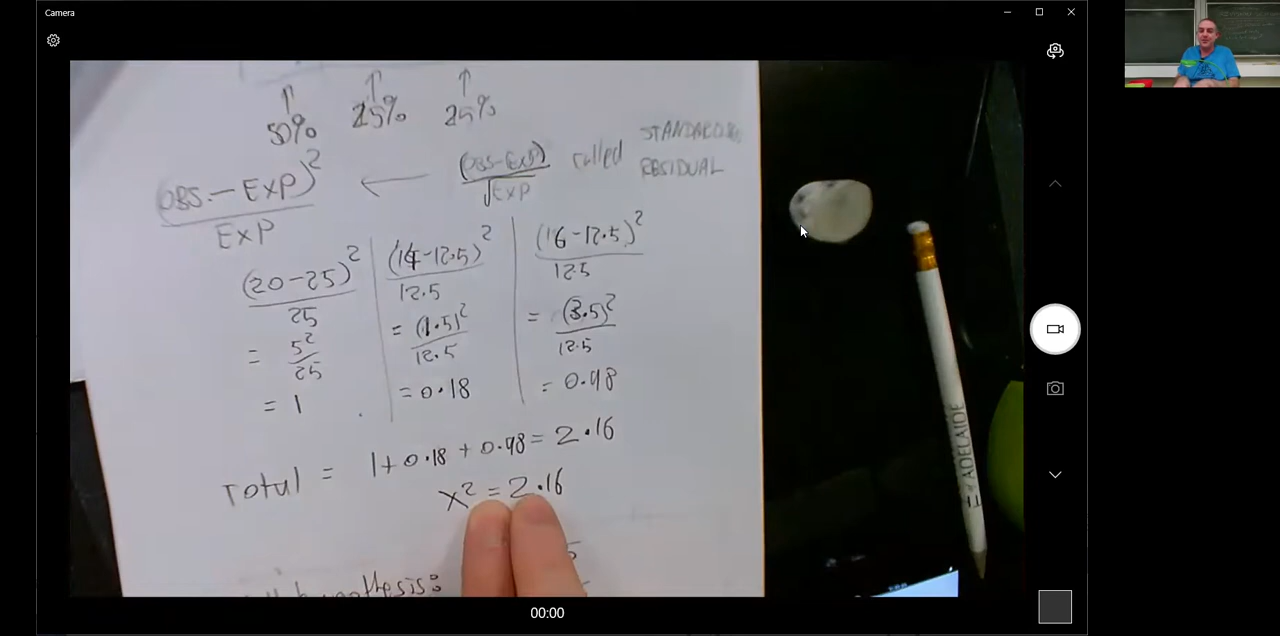 Camera
50% 25% 25%
(OBS.-EXP)² / EXP ← (OBS-EXP) / √EXP called
RESIDUAL
(20-25)² / 25 (14-12.5)² / 12.5 (16-12.5)² / 12.5
= 5² / 25 = (1.5)² / 12.5 = (3.5)² / 12.5
= 1 = 0.18 = 0.98
Total = 1+0.18+0.98=2.16
x²=2.16
ADELAIDE
00:00